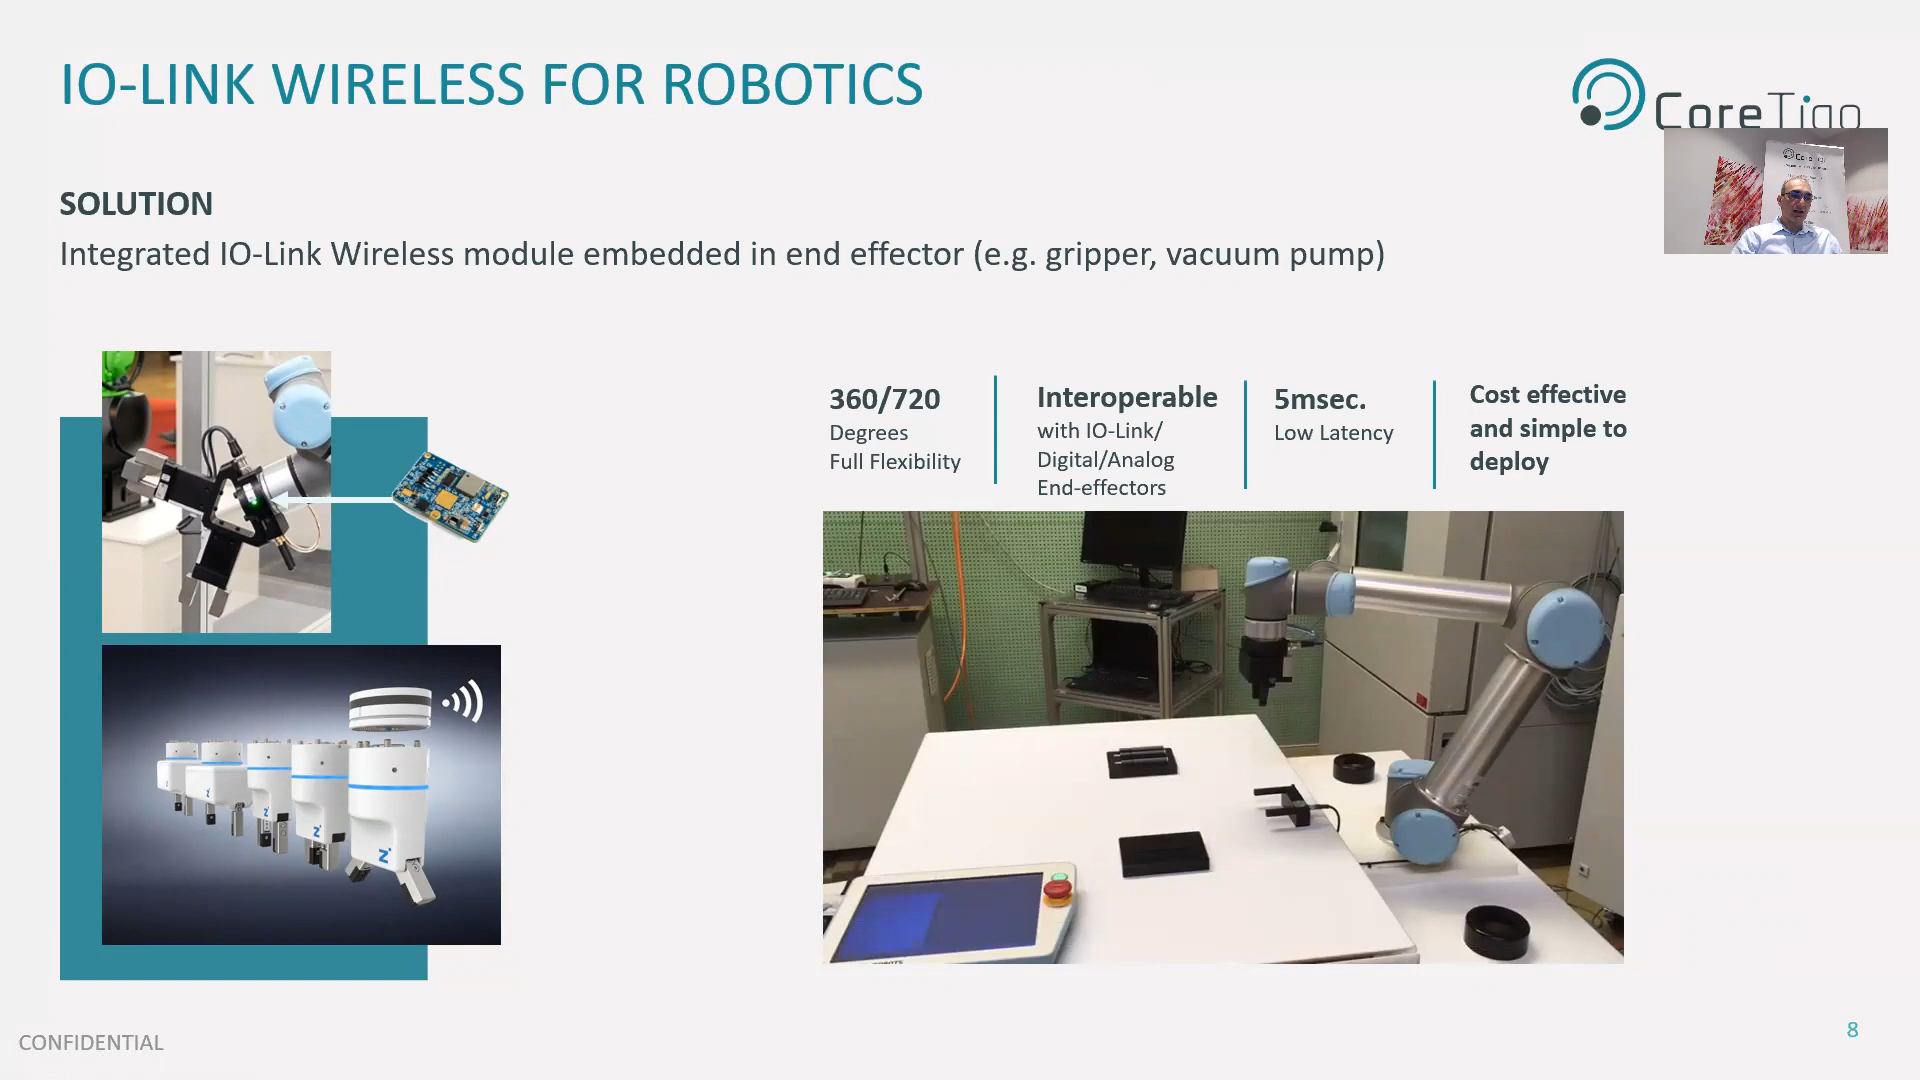 IO-LINK WIRELESS FOR ROBOTICS
CoreTigo
SOLUTION
Integrated IO-Link Wireless module embedded in end effector (e.g. gripper, vacuum pump)
360/720
Degrees
Full Flexibility
Interoperable
with IO-Link/
Digital/Analog
End-effectors
5msec.
Low Latency
Cost effective
and simple to
deploy
CONFIDENTIAL
8